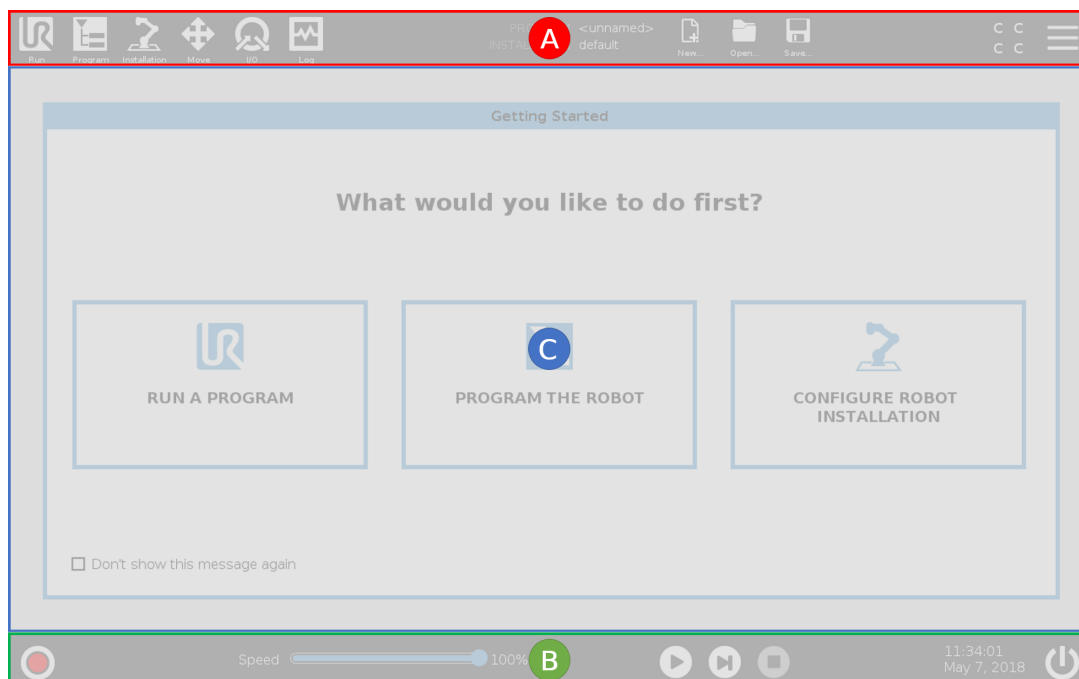 PR
<unnamed>
INSTAL
default
A
Run
Program
Installation
Move
I/O
Log
New...
Open...
Save...
C C
C C
Getting Started
What would you like to do first?
C
RUN A PROGRAM
PROGRAM THE ROBOT
CONFIGURE ROBOT
INSTALLATION
Don't show this message again
Speed
100%
B
11:34:01
May 7, 2018